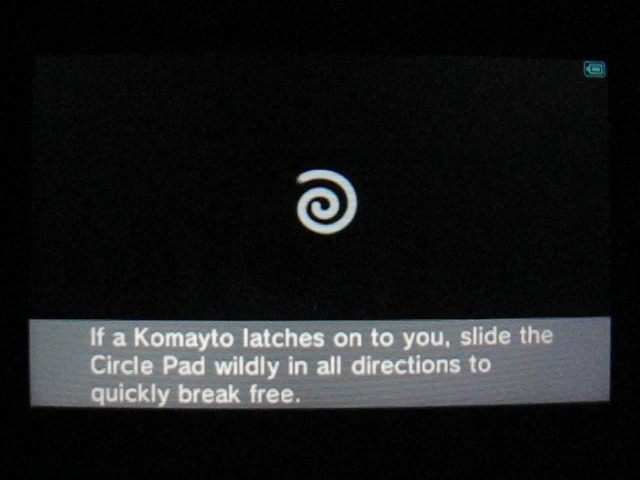 If a Komayto latches on to you, slide the
Circle Pad wildly in all directions to
quickly break free.